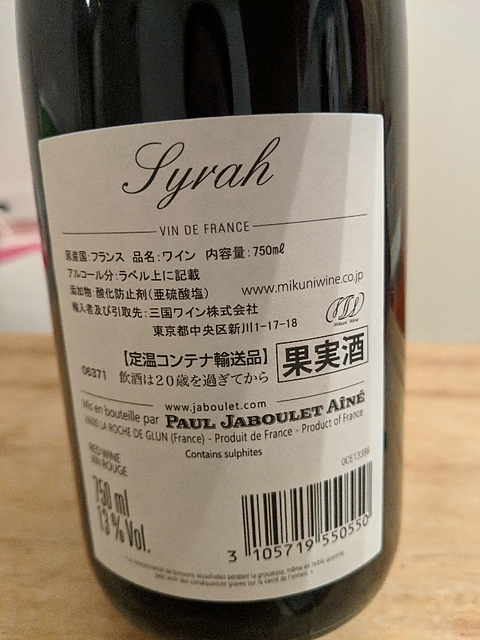 Syrah
VIN DE FRANCE
原産国:フランス 品名:ワイン 内容量:750mℓ
アルコール分:ラベル上に記載
添加物:酸化防止剤(亜硫酸塩)
www.mikuniwine.co.jp
輸入者及び引取先:三国ワイン株式会社
東京都中央区新川1-17-18
Mikuni Wine
【定温コンテナ輸送品】
果実酒
06371 飲酒は20歳を過ぎてから
www.jaboulet.com
Mis en bouteille par PAUL JABOULET AÎNÉ
26600 LA ROCHE DE GLUN (France) - Produit de France - Product of France
Contains sulphites
RED WINE
VIN ROUGE
750 ml
13 % Vol.
3 105719 550550